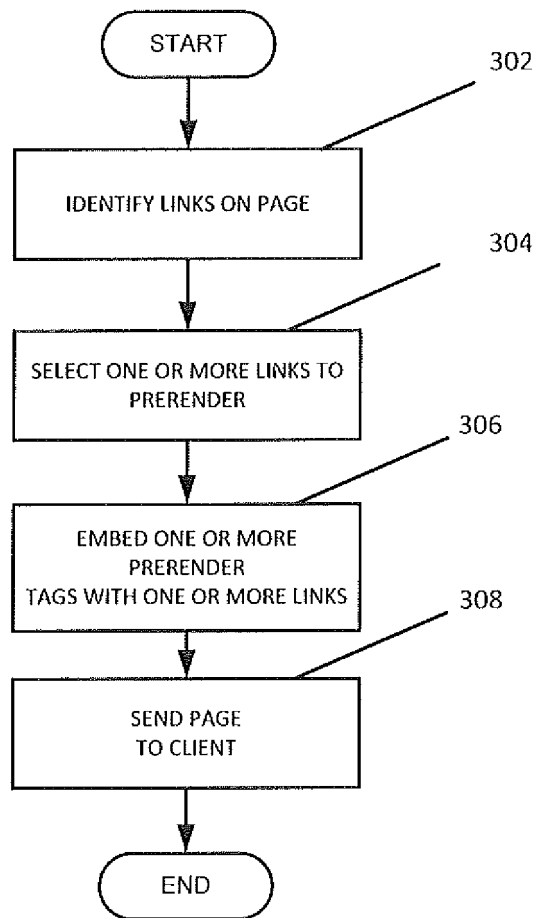 START
302
IDENTIFY LINKS ON PAGE
304
SELECT ONE OR MORE LINKS TO
PRERENDER
306
EMBED ONE OR MORE
PRERENDER
TAGS WITH ONE OR MORE LINKS
308
SEND PAGE
TO CLIENT
END